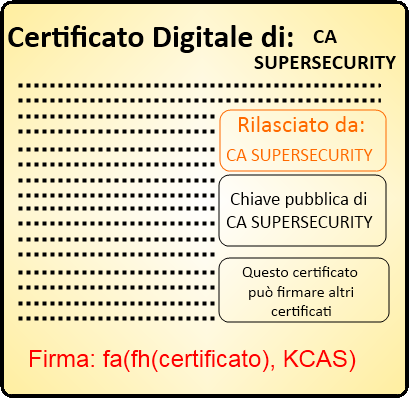 Certificato Digitale di: CA
SUPERSECURITY
Rilasciato da:
CA SUPERSECURITY
Chiave pubblica di
CA SUPERSECURITY
Questo certificato
può firmare altri
certificati
Firma: fa(fh(certificato), KCAS)